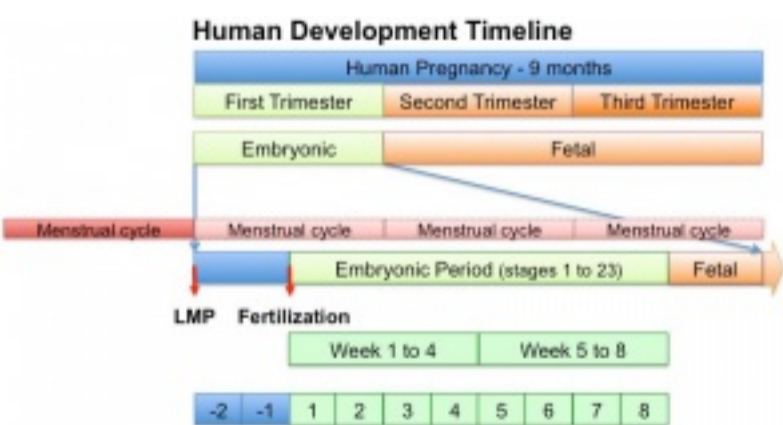 Human Development Timeline
Human Pregnancy - 9 months
First Trimester Second Trimester Third Trimester
Embryonic Fetal
Menstrual cycle Menstrual cycle Menstrual cycle Menstrual cycle
Embryonic Period (stages 1 to 23) Fetal
LMP Fertilization
Week 1 to 4 Week 5 to 8
-2 -1 1 2 3 4 5 6 7 8